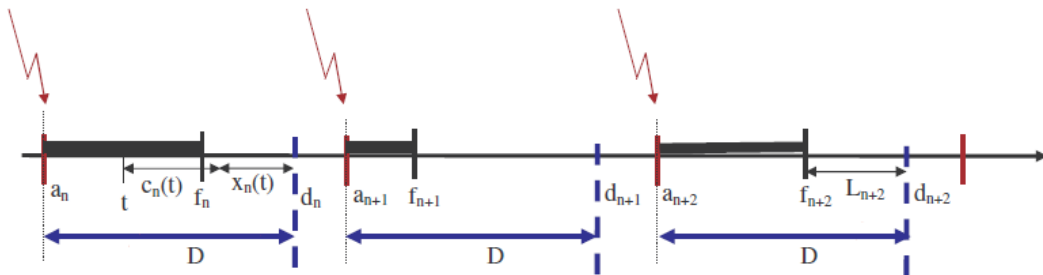 aₙ t cₙ(t) fₙ xₙ(t) dₙ aₙ₊₁ fₙ₊₁ dₙ₊₁ aₙ₊₂ fₙ₊₂ Lₙ₊₂ dₙ₊₂
D D D